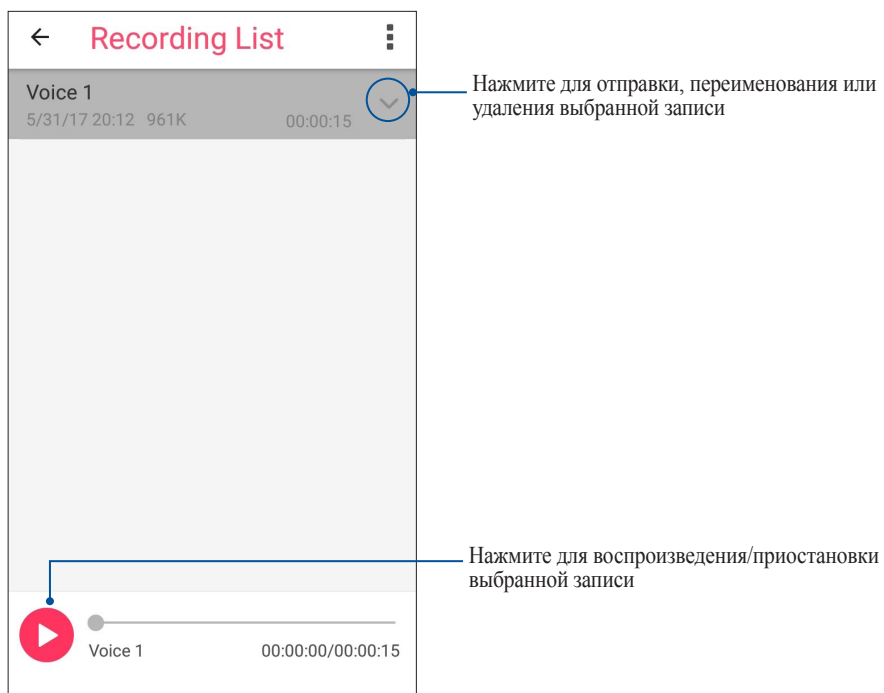 Recording List
Voice 1
5/31/17 20:12 961K 00:00:15
Нажмите для отправки, переименования или
удаления выбранной записи
Нажмите для воспроизведения/приостановки
выбранной записи
Voice 1 00:00:00/00:00:15